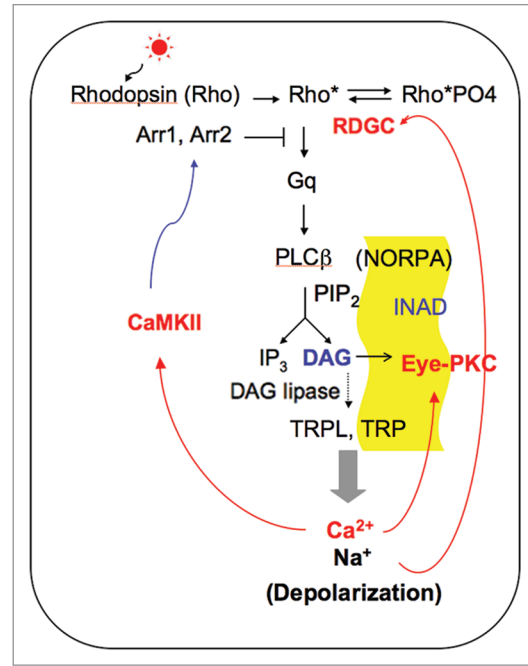 Rhodopsin (Rho) Rho* Rho*PO4
Arr1, Arr2 RDGC
Gq
PLCβ (NORPA)
PIP₂ INAD
CaMKII
IP₃ DAG Eye-PKC
DAG lipase
TRPL, TRP
Ca²⁺
Na⁺
(Depolarization)